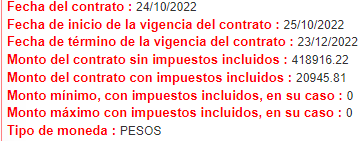 Fecha del contrato : 24/10/2022
Fecha de inicio de la vigencia del contrato : 25/10/2022
Fecha de término de la vigencia del contrato : 23/12/2022
Monto del contrato sin impuestos incluidos : 418916.22
Monto del contrato con impuestos incluidos : 20945.81
Monto mínimo, con impuestos incluidos, en su caso : 0
Monto máximo con impuestos incluidos, en su caso : 0
Tipo de moneda : PESOS